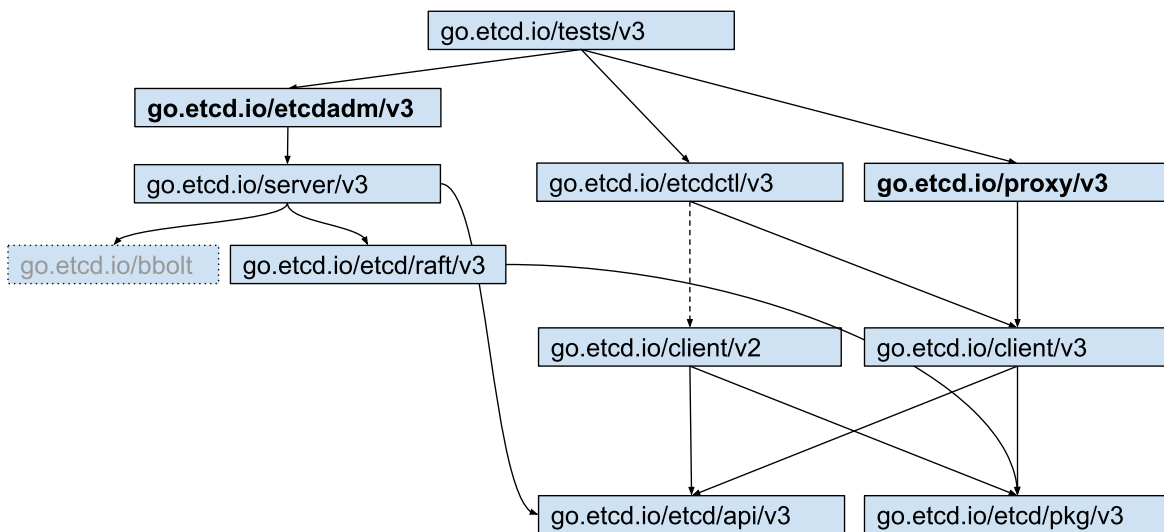 go.etcd.io/tests/v3
go.etcd.io/etcdadm/v3
go.etcd.io/server/v3
go.etcd.io/etcdctl/v3
go.etcd.io/proxy/v3
go.etcd.io/bbolt
go.etcd.io/etcd/raft/v3
go.etcd.io/client/v2
go.etcd.io/client/v3
go.etcd.io/etcd/api/v3
go.etcd.io/etcd/pkg/v3